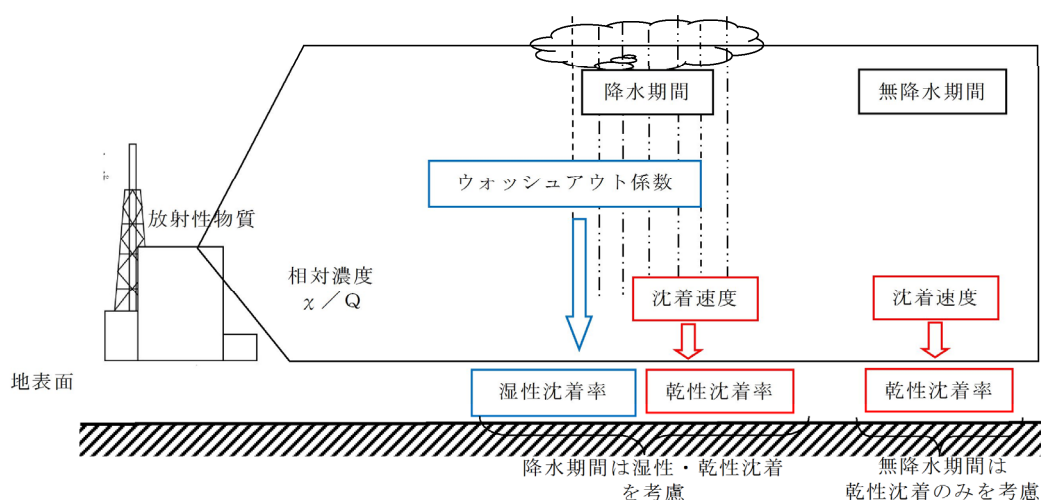 降水期間
無降水期間
ウォッシュアウト係数
放射性物質
相対濃度
χ／Q
沈着速度
沈着速度
地表面
湿性沈着率
乾性沈着率
乾性沈着率
降水期間は湿性・乾性沈着
を考慮
無降水期間は
乾性沈着のみを考慮